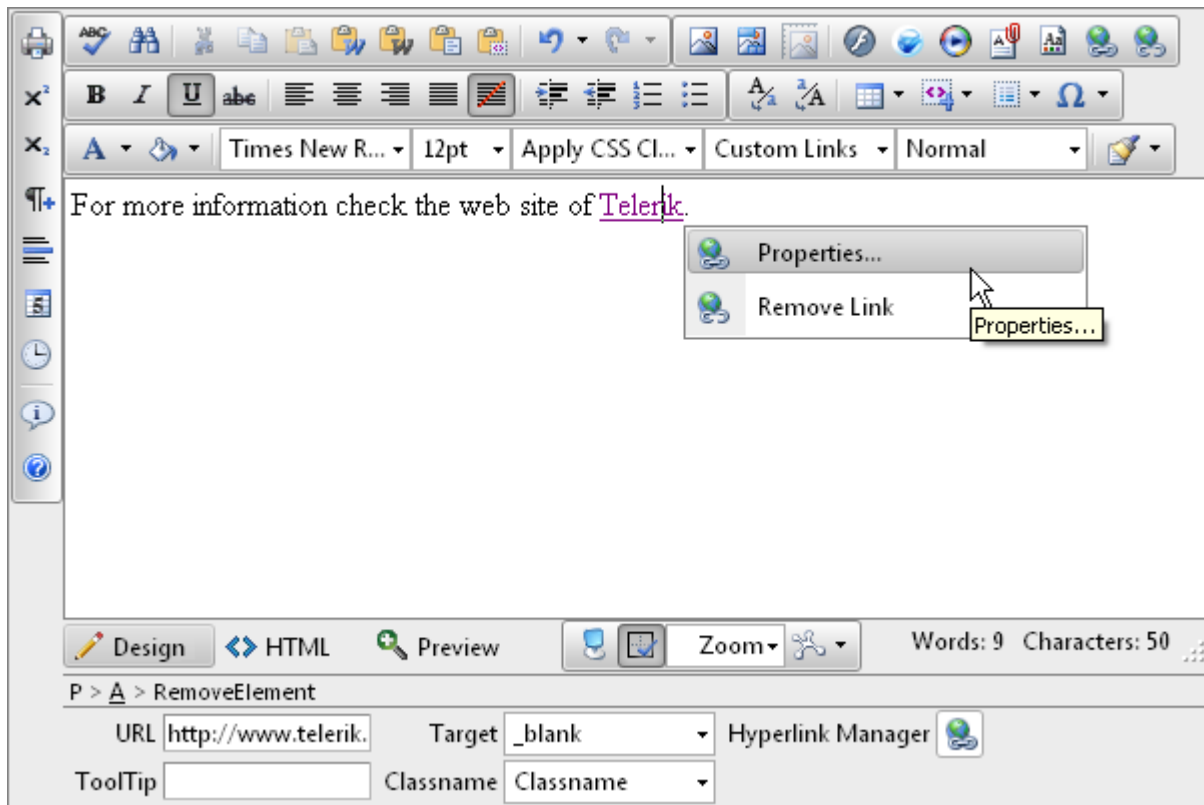 ABC
B I U abc
A Times New R... 12pt Apply CSS Cl... Custom Links Normal
For more information check the web site of Telerik.
Properties...
Remove Link
Properties...
Design HTML Preview Zoom Words: 9 Characters: 50
P > A > RemoveElement
URL http://www.telerik. Target _blank Hyperlink Manager
ToolTip Classname Classname